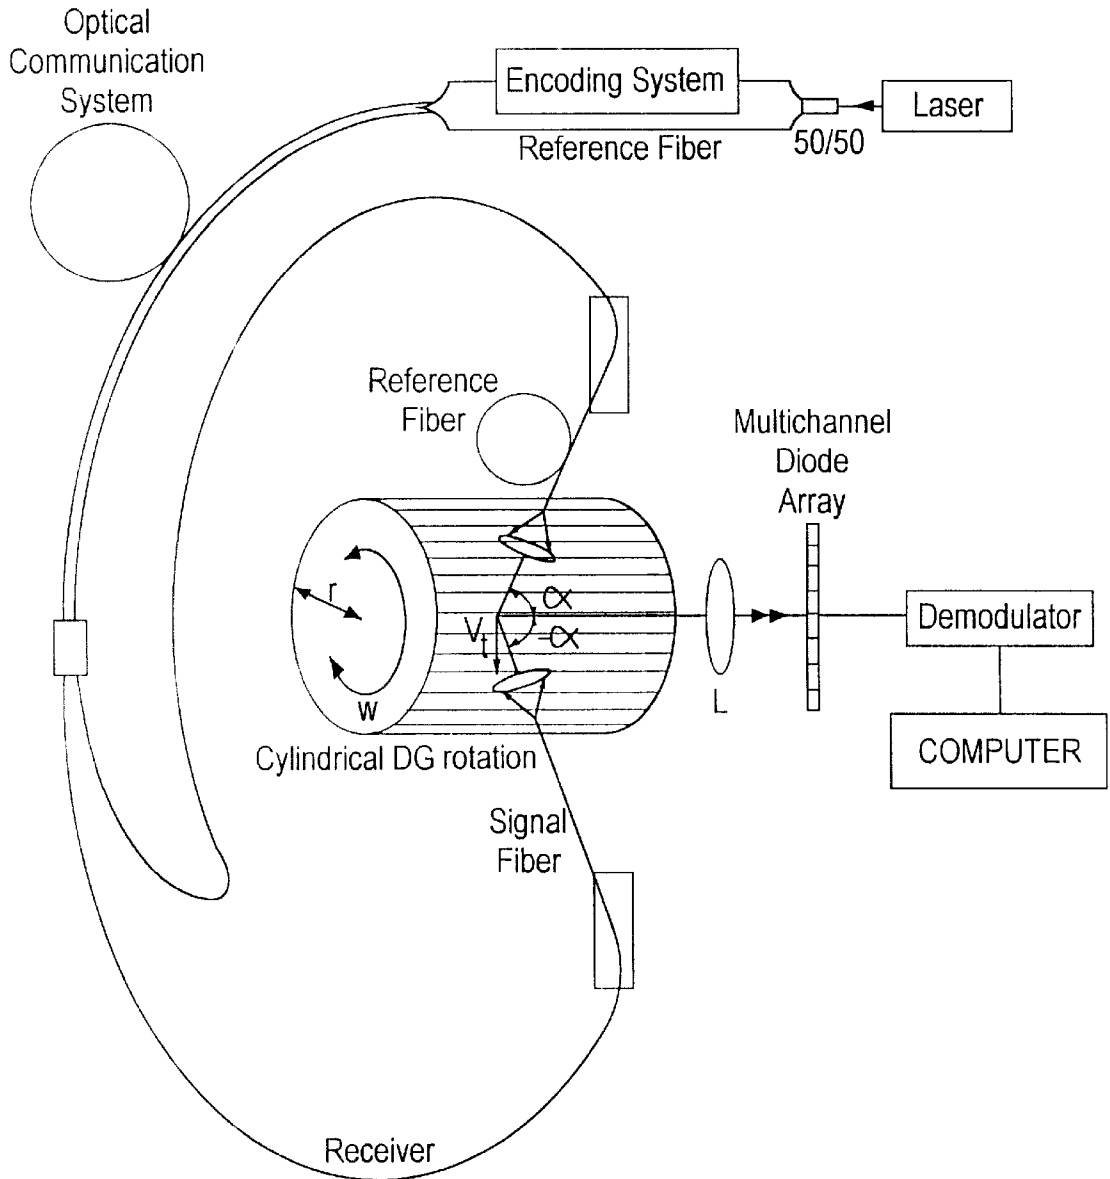 Optical
Communication
System
Encoding System
Laser
Reference Fiber
50/50
Reference
Fiber
Multichannel
Diode
Array
r
α
-α
Vt
w
L
Demodulator
COMPUTER
Cylindrical DG rotation
Signal
Fiber
Receiver